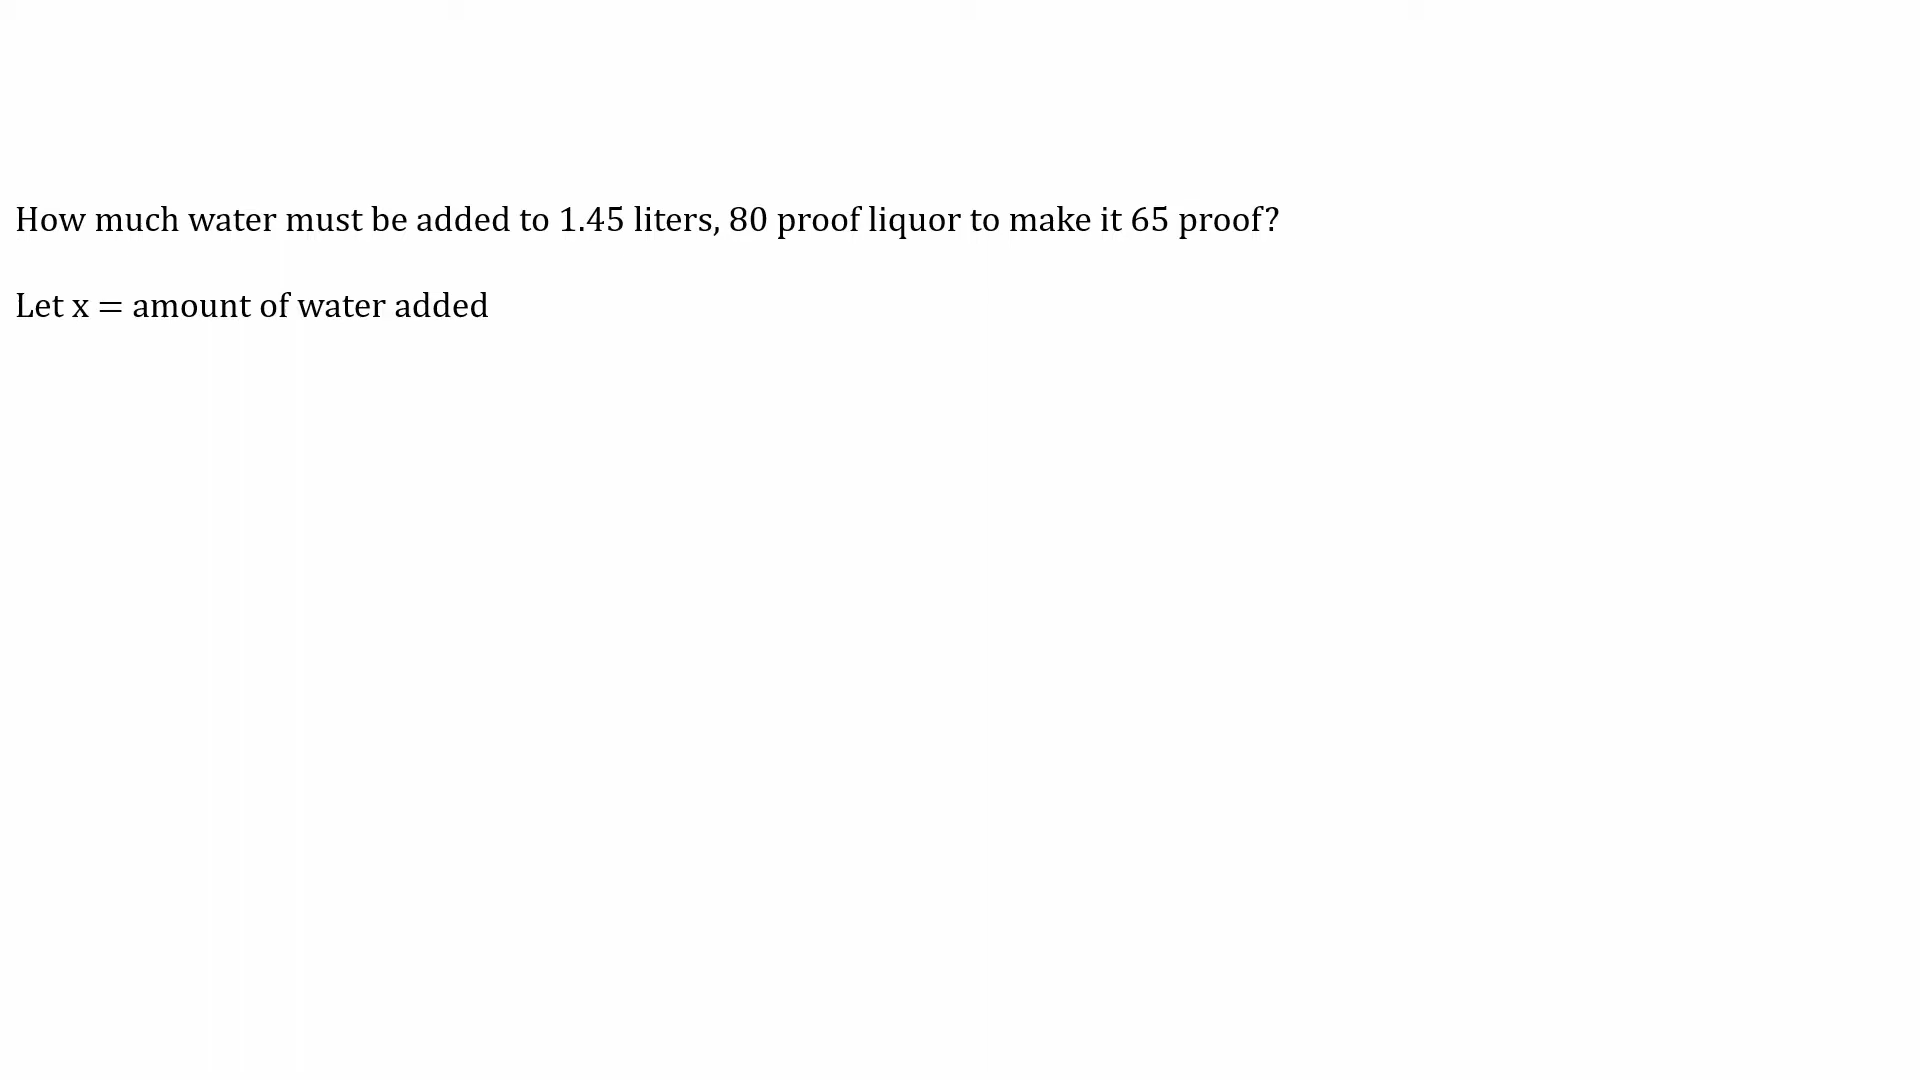 How much water must be added to 1.45 liters, 80 proof liquor to make it 65 proof?
Let x = amount of water added